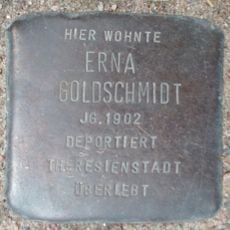 HIER WOHNTE
ERNA
GOLDSCHMIDT
JG. 1902
DEPORTIERT
THERESIENSTADT
ÜBERLEBT